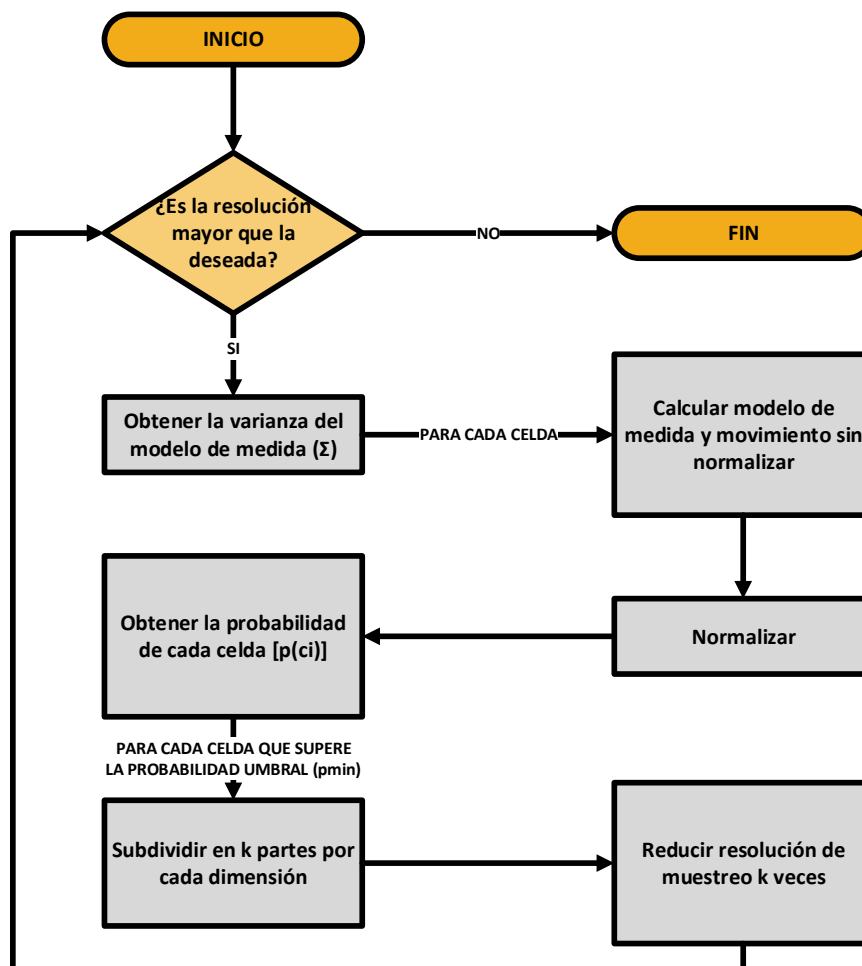 INICIO
¿Es la resolución
mayor que la
deseada?
NO
FIN
SI
Obtener la varianza del
modelo de medida (Σ)
PARA CADA CELDA
Calcular modelo de
medida y movimiento sin
normalizar
Normalizar
Obtener la probabilidad
de cada celda [p(ci)]
PARA CADA CELDA QUE SUPERE
LA PROBABILIDAD UMBRAL (pmin)
Subdividir en k partes por
cada dimensión
Reducir resolución de
muestreo k veces